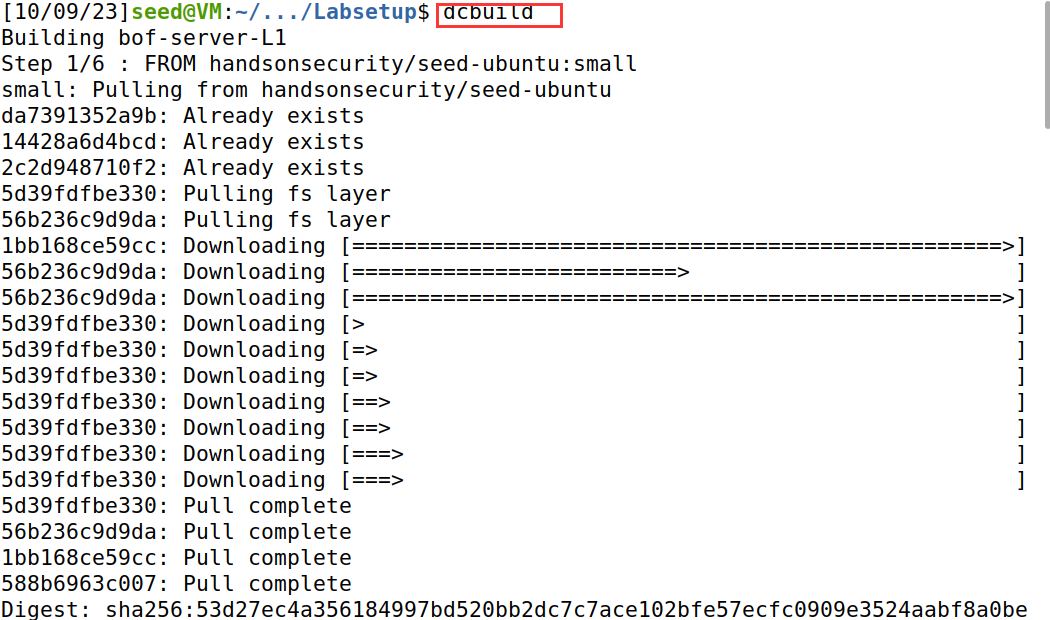 [10/09/23]seed@VM:~/.../Labsetup$ dcbuild
Building bof-server-L1
Step 1/6 : FROM handsonsecurity/seed-ubuntu:small
small: Pulling from handsonsecurity/seed-ubuntu
da7391352a9b: Already exists
14428a6d4bcd: Already exists
2c2d948710f2: Already exists
5d39fdfbe330: Pulling fs layer
56b236c9d9da: Pulling fs layer
1bb168ce59cc: Downloading [==================================================>]
56b236c9d9da: Downloading [=========================>                         ]
56b236c9d9da: Downloading [==================================================>]
5d39fdfbe330: Downloading [>                                                  ]
5d39fdfbe330: Downloading [=>                                                 ]
5d39fdfbe330: Downloading [=>                                                 ]
5d39fdfbe330: Downloading [==>                                                ]
5d39fdfbe330: Downloading [==>                                                ]
5d39fdfbe330: Downloading [===>                                               ]
5d39fdfbe330: Downloading [===>                                               ]
5d39fdfbe330: Pull complete
56b236c9d9da: Pull complete
1bb168ce59cc: Pull complete
588b6963c007: Pull complete
Digest: sha256:53d27ec4a356184997bd520bb2dc7c7ace102bfe57ecfc0909e3524aabf8a0be